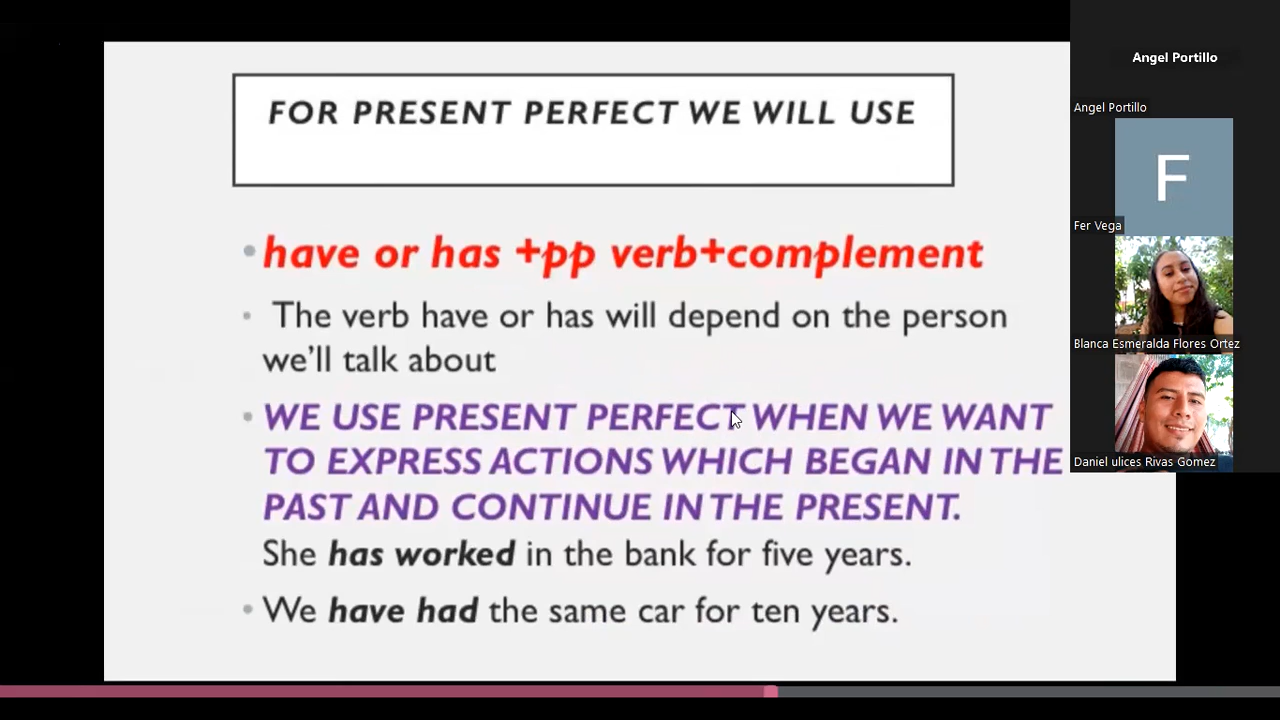 FOR PRESENT PERFECT WE WILL USE
•have or has +pp verb+complement
• The verb have or has will depend on the person
we'll talk about
•WE USE PRESENT PERFECT WHEN WE WANT
TO EXPRESS ACTIONS WHICH BEGAN IN THE
PAST AND CONTINUE IN THE PRESENT.
She has worked in the bank for five years.
•We have had the same car for ten years.
Angel Portillo
Angel Portillo
F
Fer Vega
Blanca Esmeralda Flores Ortez
Daniel ulices Rivas Gomez